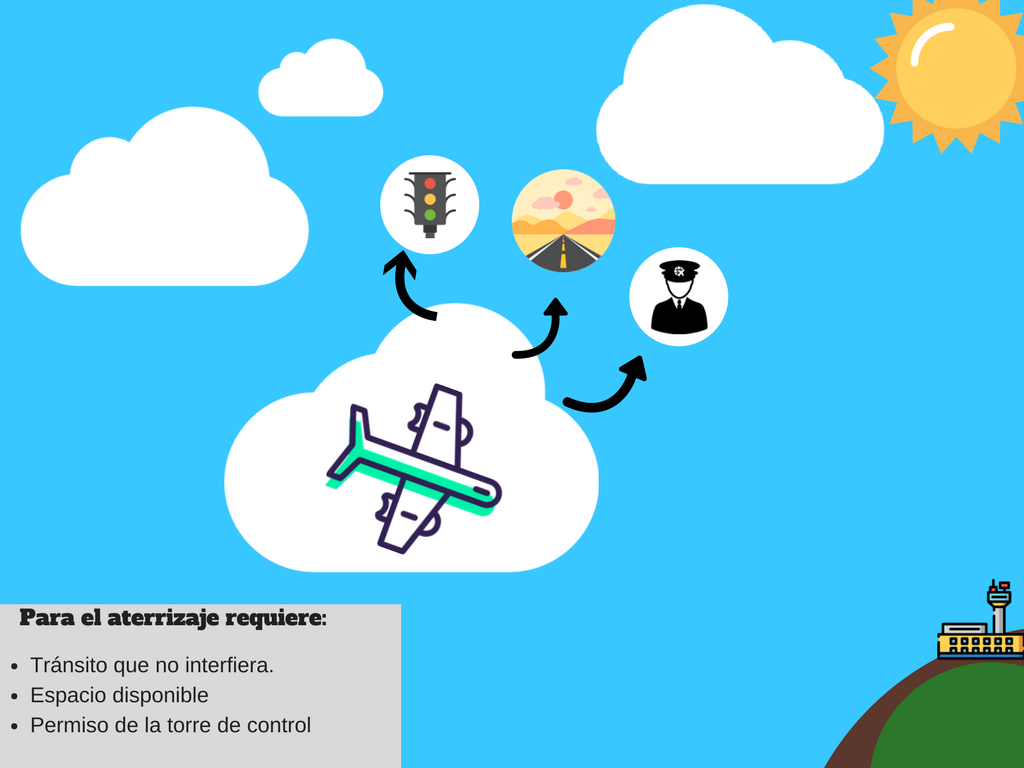 Para el aterrizaje requiere:
Tránsito que no interfiera.
Espacio disponible
Permiso de la torre de control